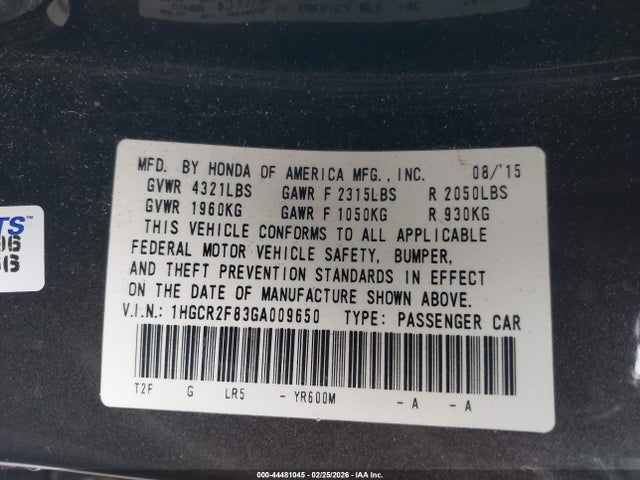 MFD. BY HONDA OF AMERICA MFG., INC. 08/'15
GVWR 4321LBS GAWR F 2315LBS R 2050LBS
GVWR 1960KG GAWR F 1050KG R 930KG
THIS VEHICLE CONFORMS TO ALL APPLICABLE
FEDERAL MOTOR VEHICLE SAFETY, BUMPER,
AND THEFT PREVENTION STANDARDS IN EFFECT
ON THE DATE OF MANUFACTURE SHOWN ABOVE.
V.I.N.: 1HGCR2F83GA009650 TYPE: PASSENGER CAR
T2F G LR5 - YR600M - A - A
000-44481045 - 02/25/2026 - IAA Inc.